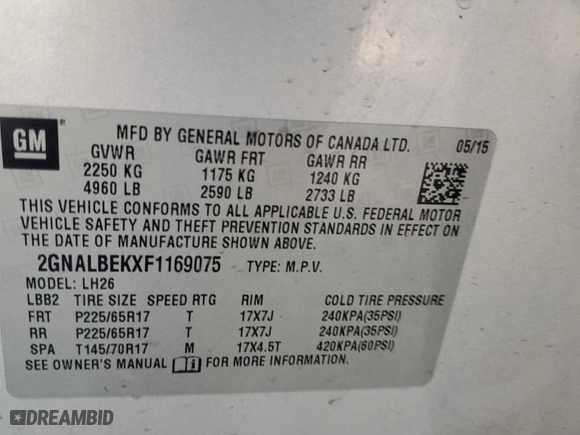 GM ®
MFD BY GENERAL MOTORS OF CANADA LTD. 05/15
GVWR GAWR FRT GAWR RR
2250 KG 1175 KG 1240 KG
4960 LB 2590 LB 2733 LB
THIS VEHICLE CONFORMS TO ALL APPLICABLE U.S. FEDERAL MOTOR
VEHICLE SAFETY AND THEFT PREVENTION STANDARDS IN EFFECT ON
THE DATE OF MANUFACTURE SHOWN ABOVE.
2GNALBEKXF1169075 TYPE: M.P.V.
MODEL: LH26
LBB2 TIRE SIZE SPEED RTG RIM COLD TIRE PRESSURE
FRT P225/65R17 T 17X7J 240KPA(35PSI)
RR P225/65R17 T 17X7J 240KPA(35PSI)
SPA T145/70R17 M 17X4.5T 420KPA(60PSI)
SEE OWNER'S MANUAL i FOR MORE INFORMATION.
DREAMBID